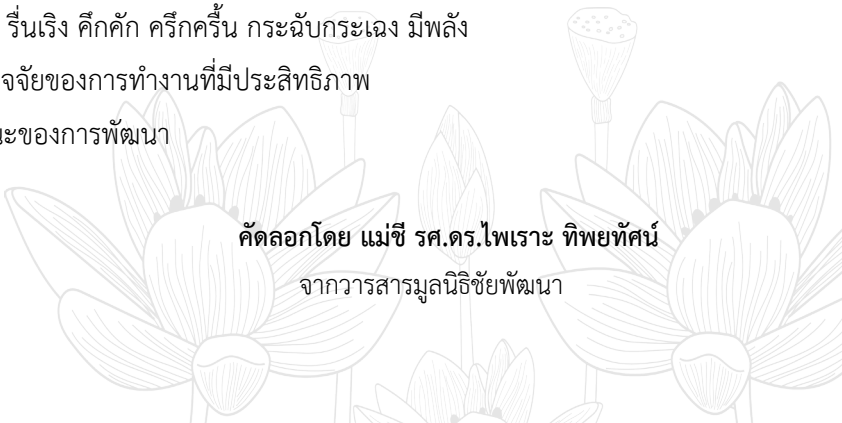 รื่นเริง คึกคัก ครึกครื้น กระฉับกระเฉง มีพลัง
จจัยของการทำงานที่มีประสิทธิภาพ
ของการพัฒนา
คัดลอกโดย แม่ชี รศ.ดร.ไพเราะ ทิพยทัศน์
จากวารสารมูลนิธิชัยพัฒนา